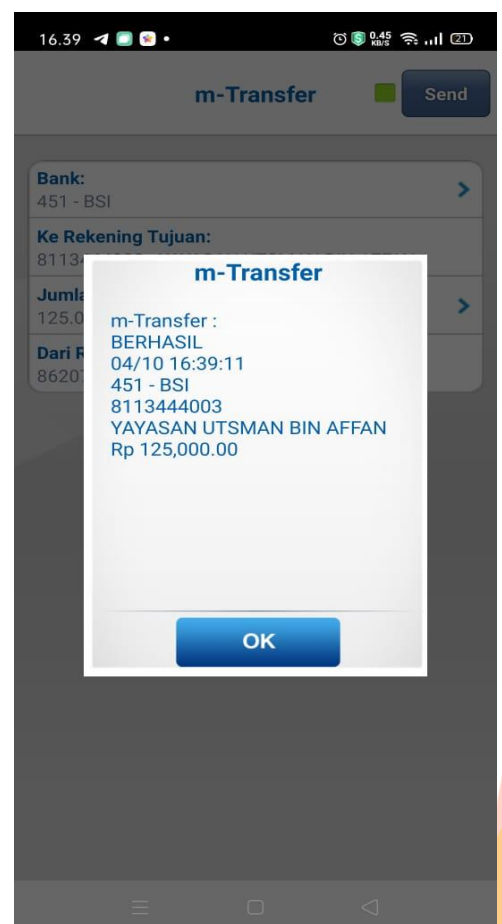 16.39
0.45
KB/S
21
m-Transfer
Send
Bank:
451 - BSI
Ke Rekening Tujuan:
m-Transfer
m-Transfer :
BERHASIL
04/10 16:39:11
451 - BSI
8113444003
YAYASAN UTSMAN BIN AFFAN
Rp 125,000.00
OK